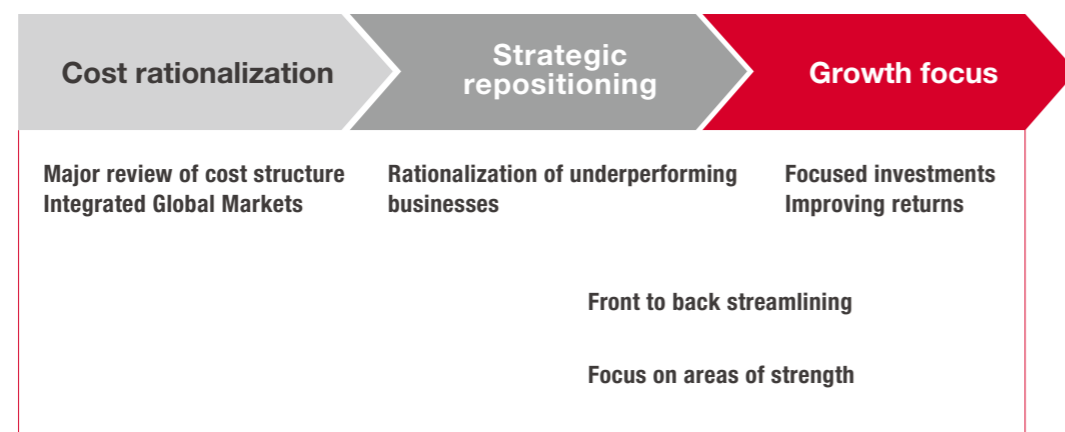 Cost rationalization
Strategic
repositioning
Growth focus
Major review of cost structure
Integrated Global Markets
Rationalization of underperforming
businesses
Focused investments
Improving returns
Front to back streamlining
Focus on areas of strength